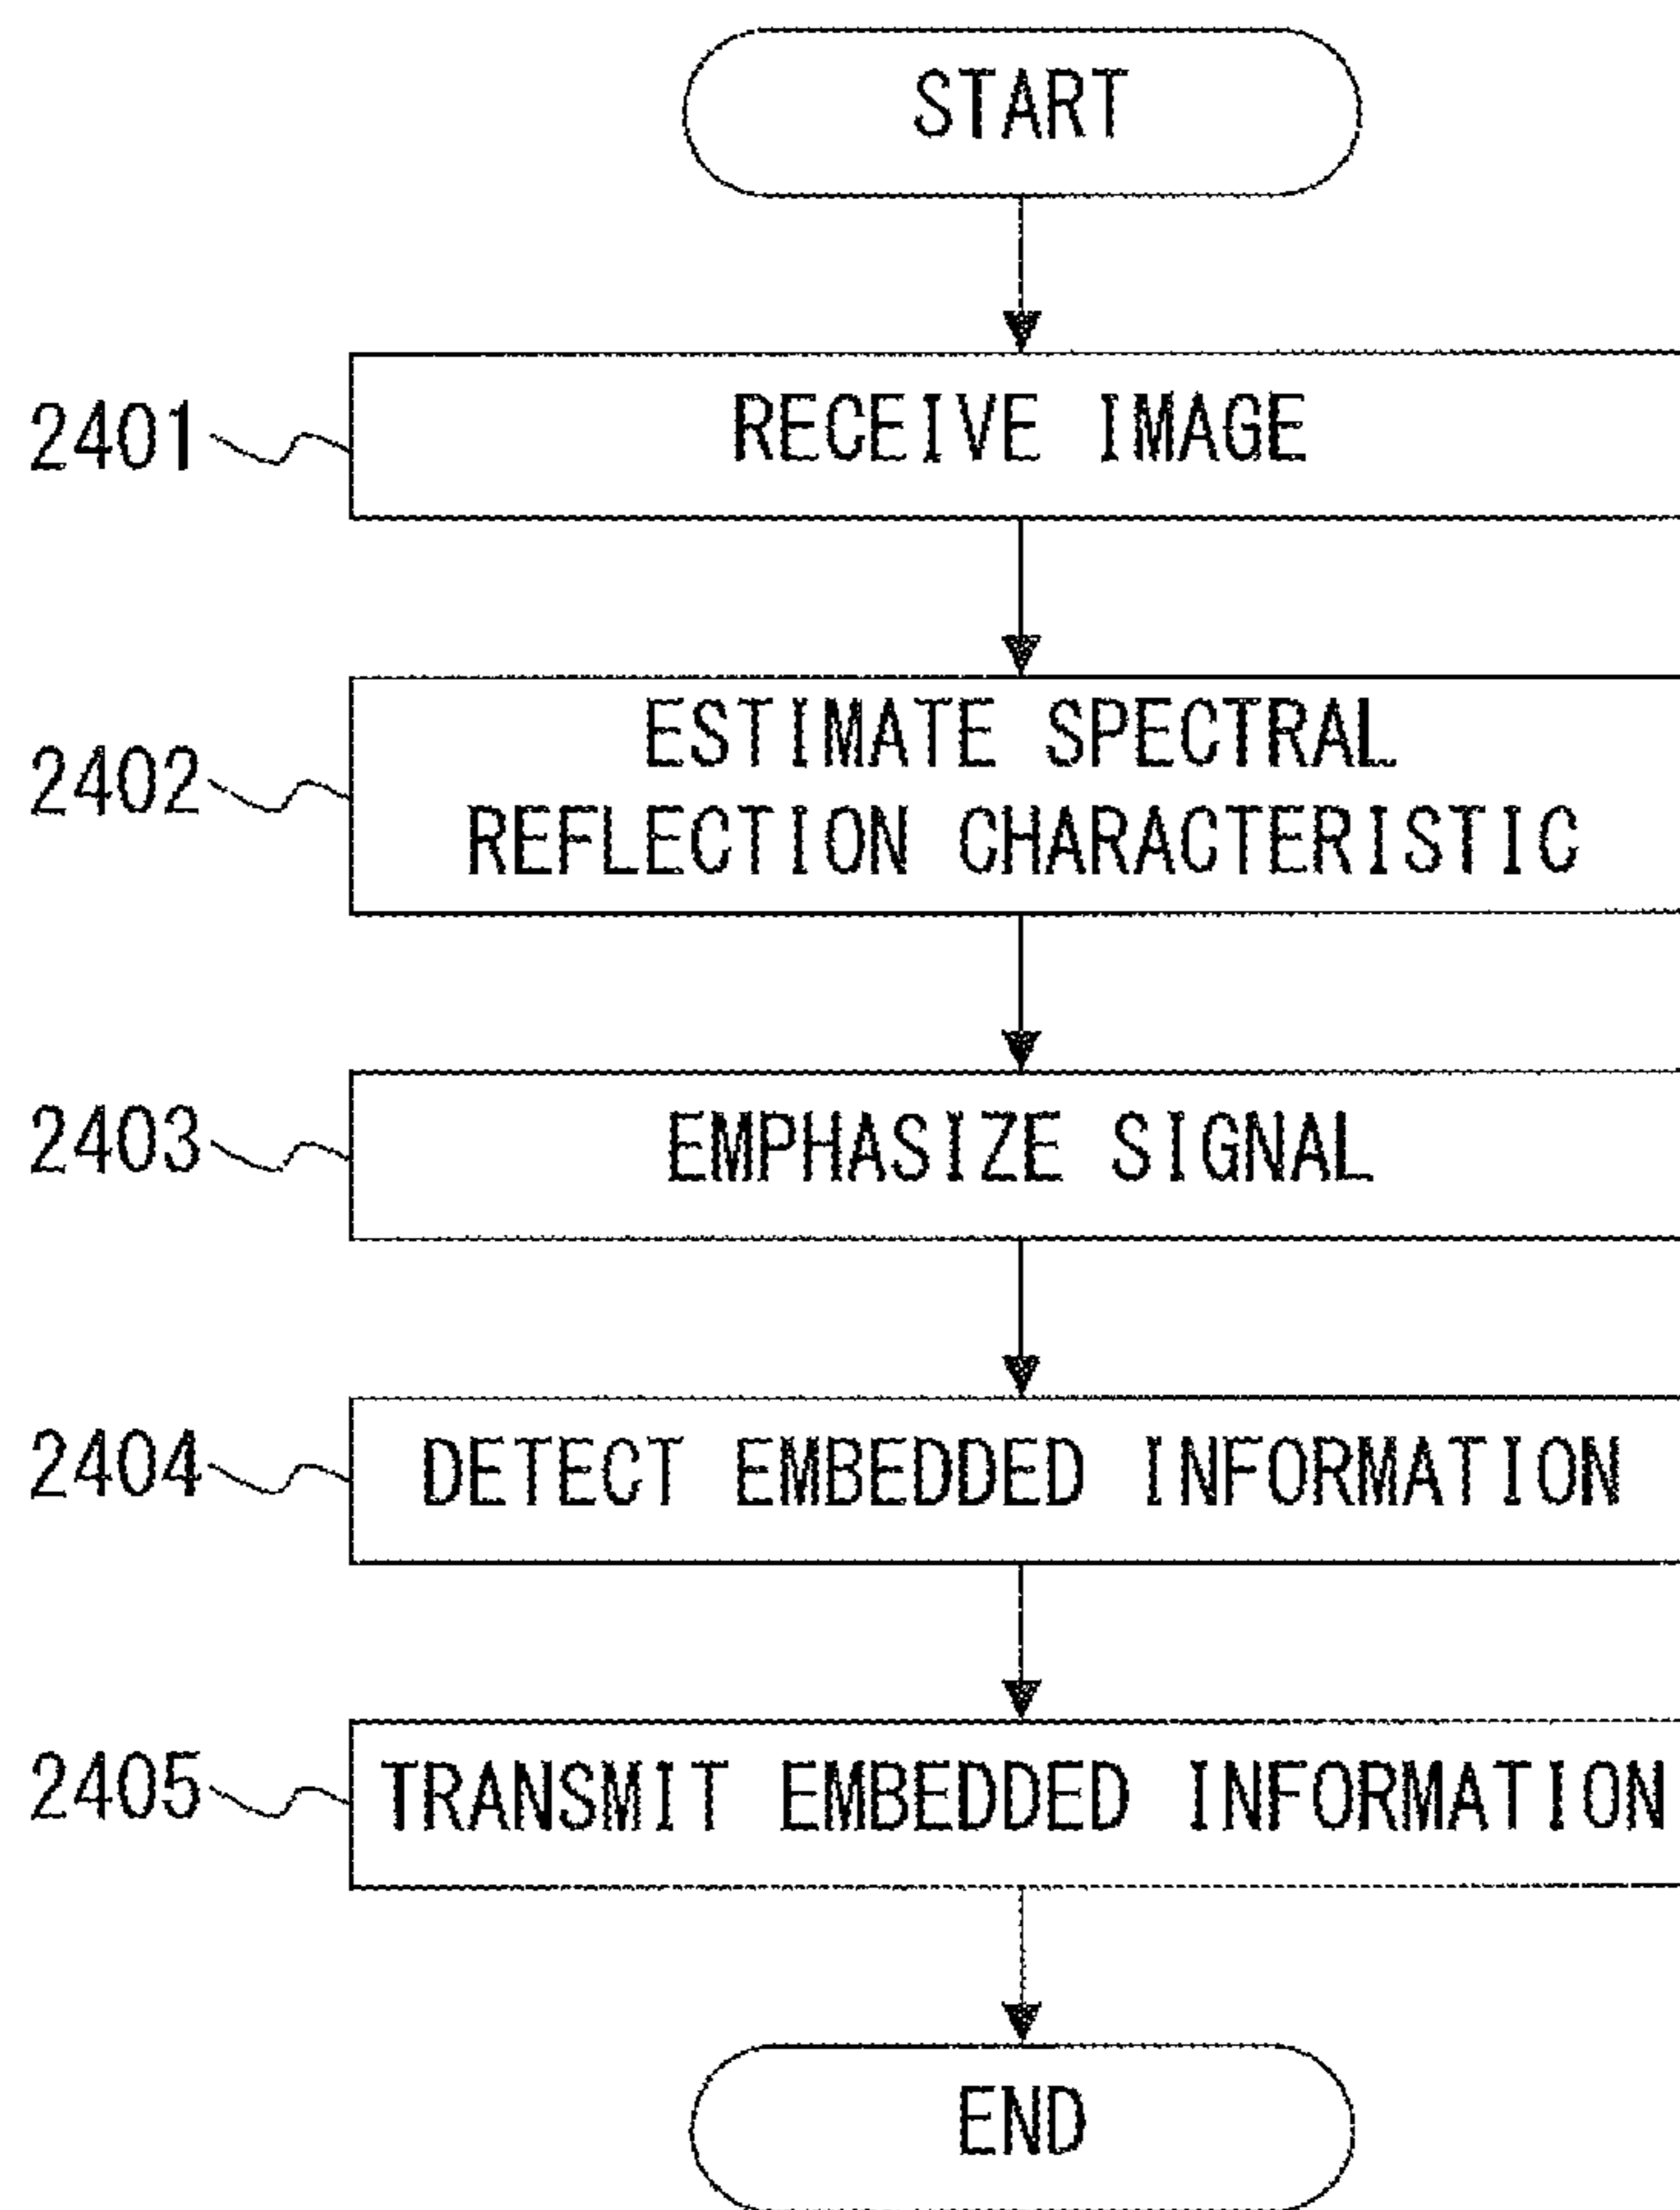 START
2401 RECEIVE IMAGE
2402 ESTIMATE SPECTRAL
REFLECTION CHARACTERISTIC
2403 EMPHASIZE SIGNAL
2404 DETECT EMBEDDED INFORMATION
2405 TRANSMIT EMBEDDED INFORMATION
END